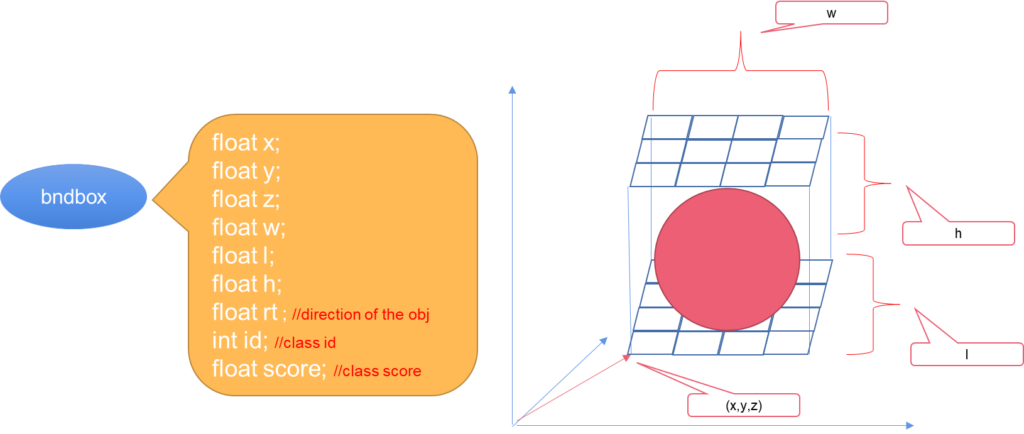 bndbox
float x;
float y;
float z;
float w;
float l;
float h;
float rt ; //direction of the obj
int id; //class id
float score; //class score
w
h
l
(x,y,z)